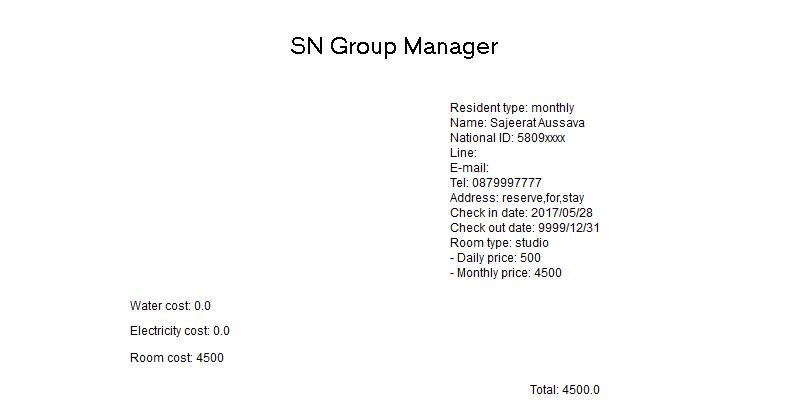 SN Group Manager
Resident type: monthly
Name: Sajeerat Aussava
National ID: 5809xxxx
Line:
E-mail:
Tel: 0879997777
Address: reserve,for,stay
Check in date: 2017/05/28
Check out date: 9999/12/31
Room type: studio
- Daily price: 500
- Monthly price: 4500
Water cost: 0.0
Electricity cost: 0.0
Room cost: 4500
Total: 4500.0